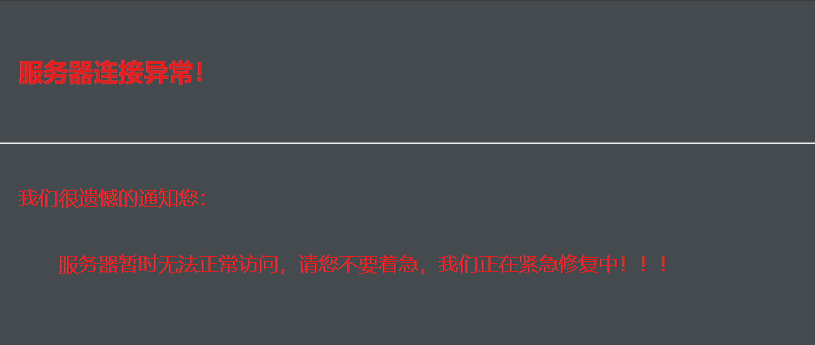 服务器连接异常！
我们很遗憾的通知您：
服务器暂时无法正常访问，请您不要着急，我们正在紧急修复中！！！